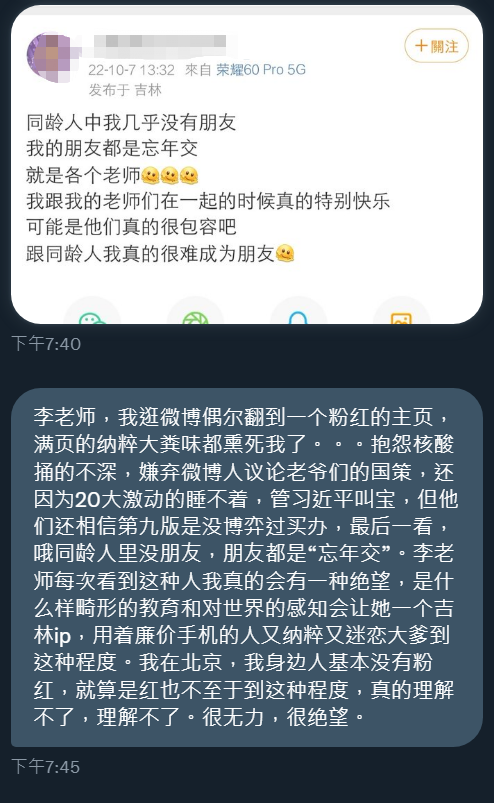 +關注
22-10-7 13:32 來自 荣耀60 Pro 5G
发布于 吉林
同龄人中我几乎没有朋友
我的朋友都是忘年交
就是各个老师🫠🫠🫠
我跟我的老师们在一起的时候真的特别快乐
可能是他们真的很包容吧
跟同龄人我真的很难成为朋友🫠
下午7:40
李老师，我逛微博偶尔翻到一个粉红的主页，
满页的纳粹大粪味都熏死我了。。。抱怨核酸
捅的不深，嫌弃微博人议论老爷们的国策，还
因为20大激动的睡不着，管习近平叫宝，但他
们还相信第九版是没博弈过买办，最后一看，
哦同龄人里没朋友，朋友都是“忘年交”。李老
师每次看到这种人我真的会有一种绝望，是什
么样畸形的教育和对世界的感知会让她一个吉
林ip，用着廉价手机的人又纳粹又迷恋大爹到
这种程度。我在北京，我身边人基本没有粉
红，就算是红也不至于到这种程度，真的理解
不了，理解不了。很无力，很绝望。
下午7:45